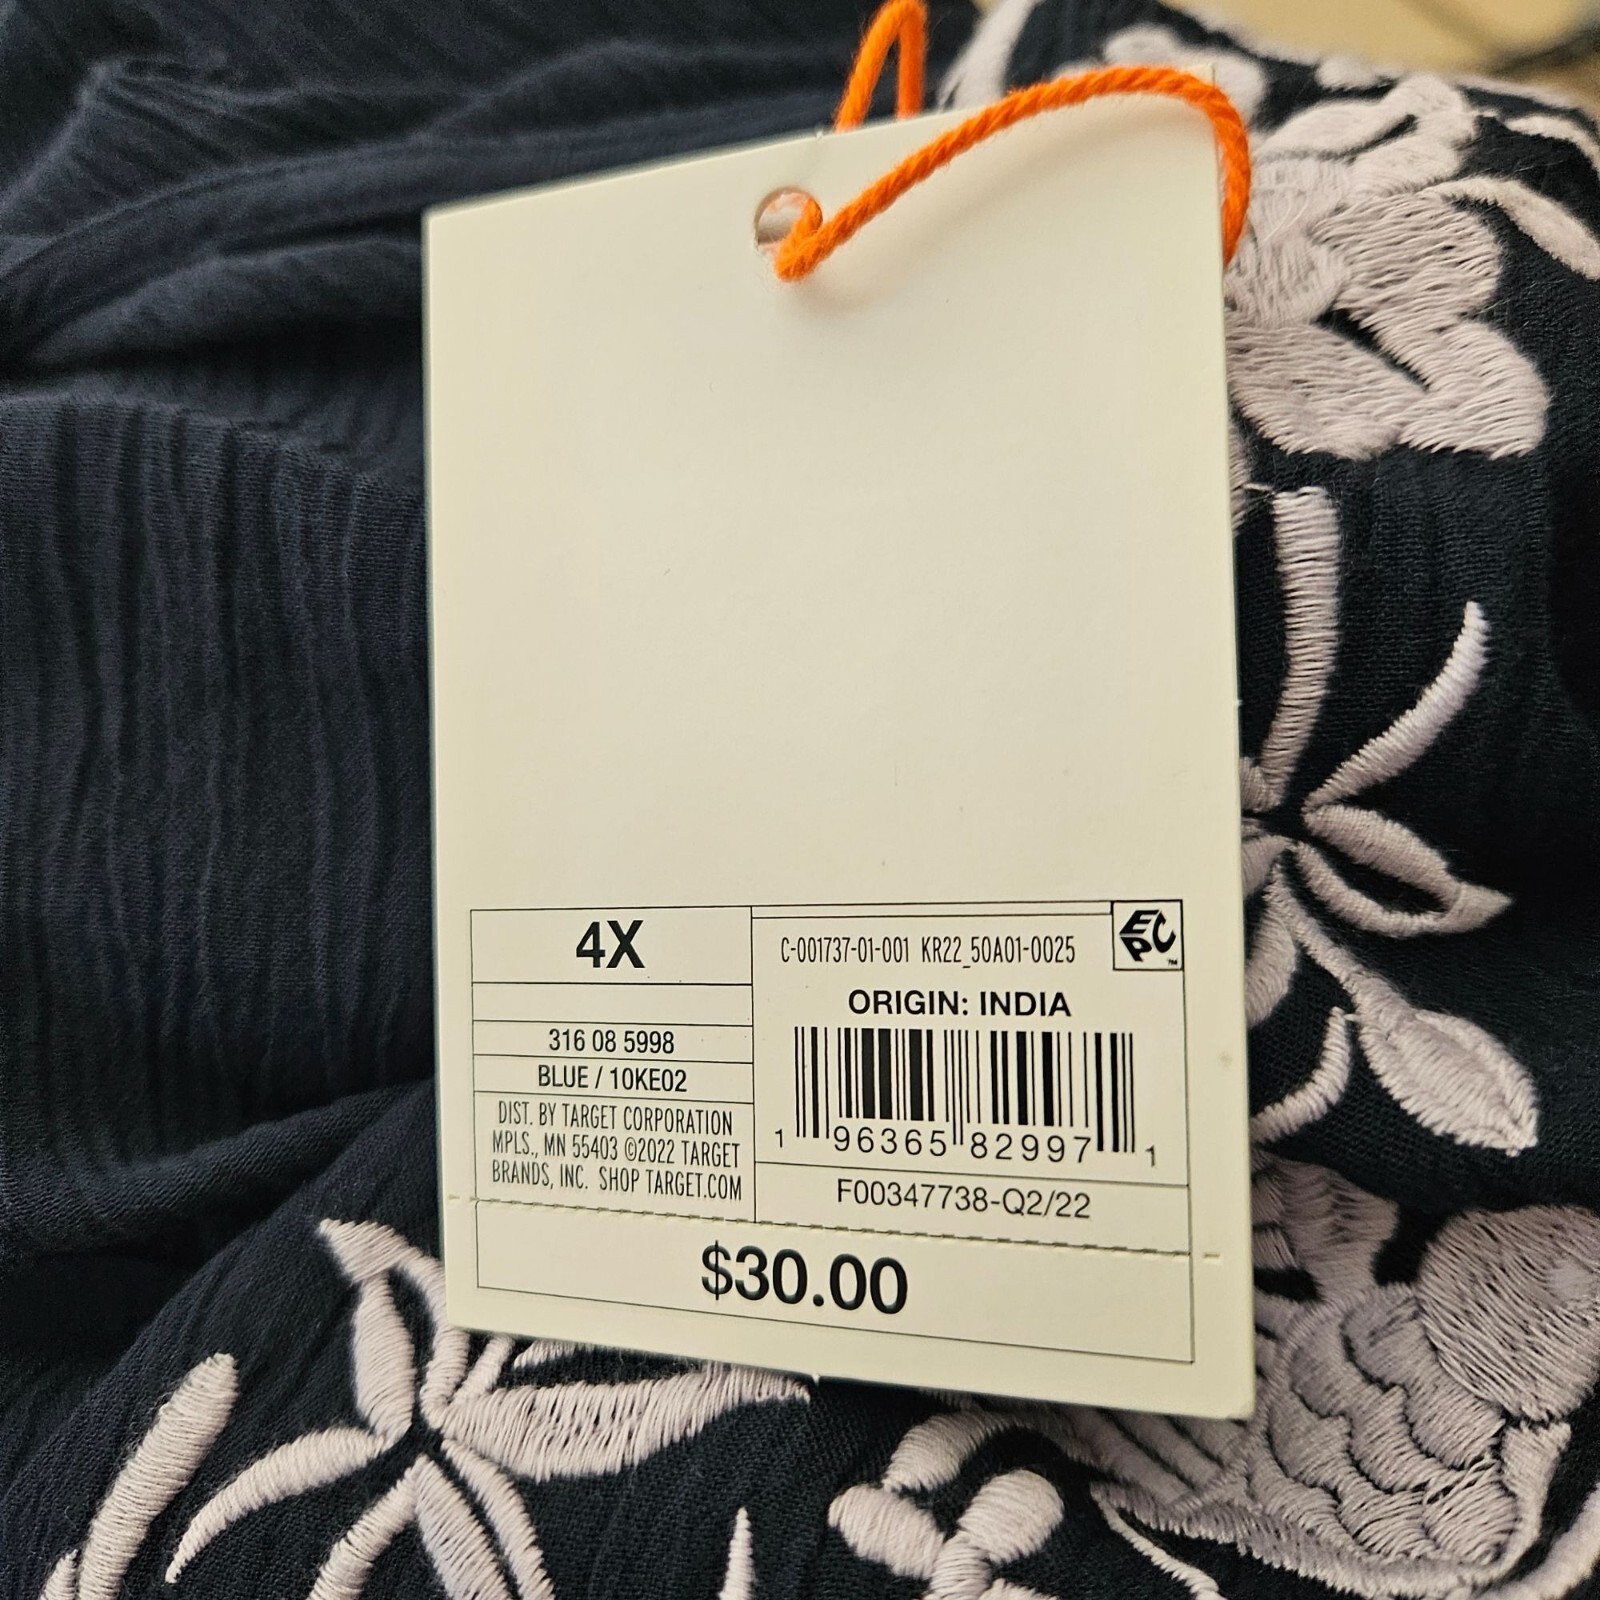 4X
316 08 5998
BLUE / 10KE02
DIST. BY TARGET CORPORATION
MPLS., MN 55403 ©2022 TARGET
BRANDS, INC. SHOP TARGET.COM
C-001737-01-001 KR22_50A01-0025
EPC™
ORIGIN: INDIA
1 96365 82997 1
F00347738-Q2/22
$30.00